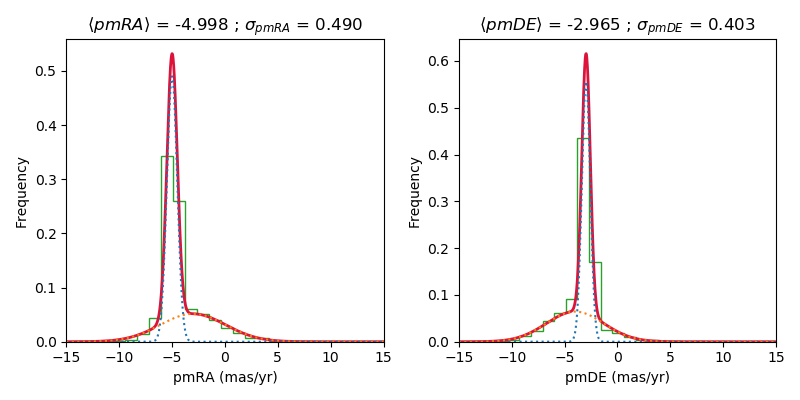 ⟨pmRA⟩ = -4.998 ; σpmRA = 0.490
0.5
0.4
0.3
0.2
0.1
0.0
Frequency
−15 −10 −5 0 5 10 15
pmRA (mas/yr)
⟨pmDE⟩ = -2.965 ; σpmDE = 0.403
0.6
0.5
0.4
0.3
0.2
0.1
0.0
Frequency
−15 −10 −5 0 5 10 15
pmDE (mas/yr)